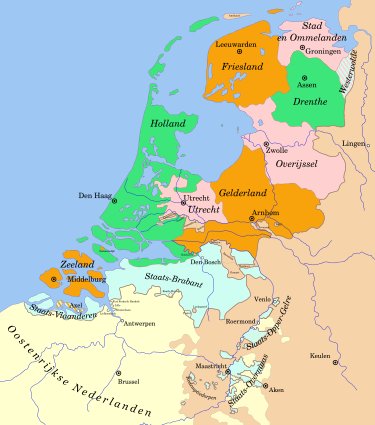 Stad
en Ommelanden
Leeuwarden
Groningen
Friesland
Westerwolde
Assen
Drenthe
Holland
Lingen
Zwolle
Overijssel
Gelderland
Utrecht
Den Haag
Utrecht
Arnhem
Den Bosch
Zeeland
Staats-Brabant
Middelburg
Axel
Venlo
Staats-Vlaanderen
Antwerpen
Roermond
Staats-Opper-Gelre
Oostenrijkse Nederlanden
Keulen
Maastricht
Brussel
Staats-Overmaas
Aken